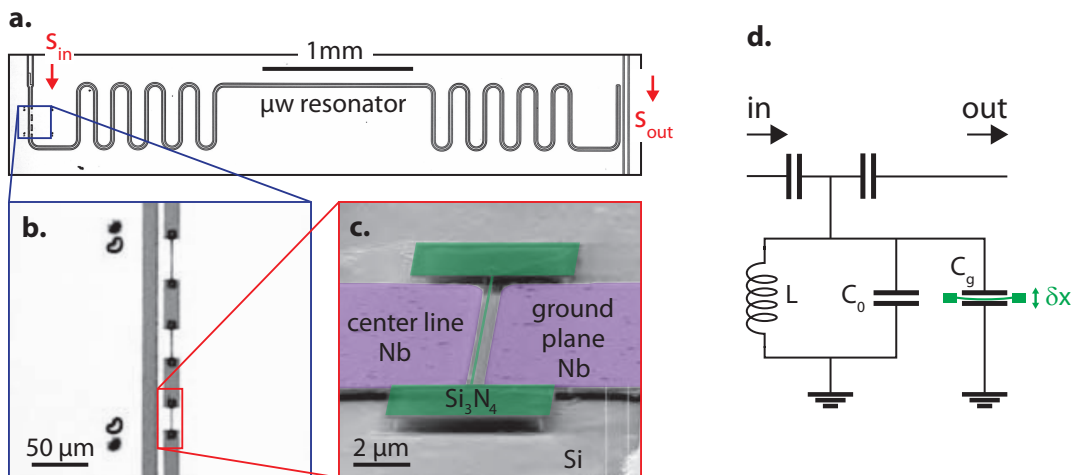 a.
S_in
1mm
μw resonator
S_out
b.
50 μm
c.
center line
Nb
ground
plane
Nb
Si₃N₄
2 μm
Si
d.
in
out
L
C₀
C_g
δx